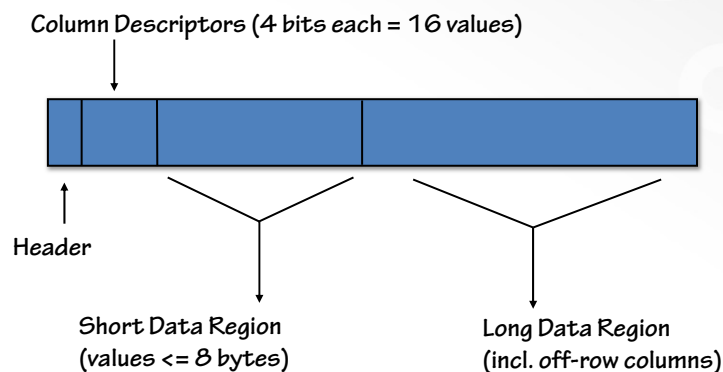 Column Descriptors (4 bits each = 16 values)
Header
Short Data Region
(values <= 8 bytes)
Long Data Region
(incl. off-row columns)